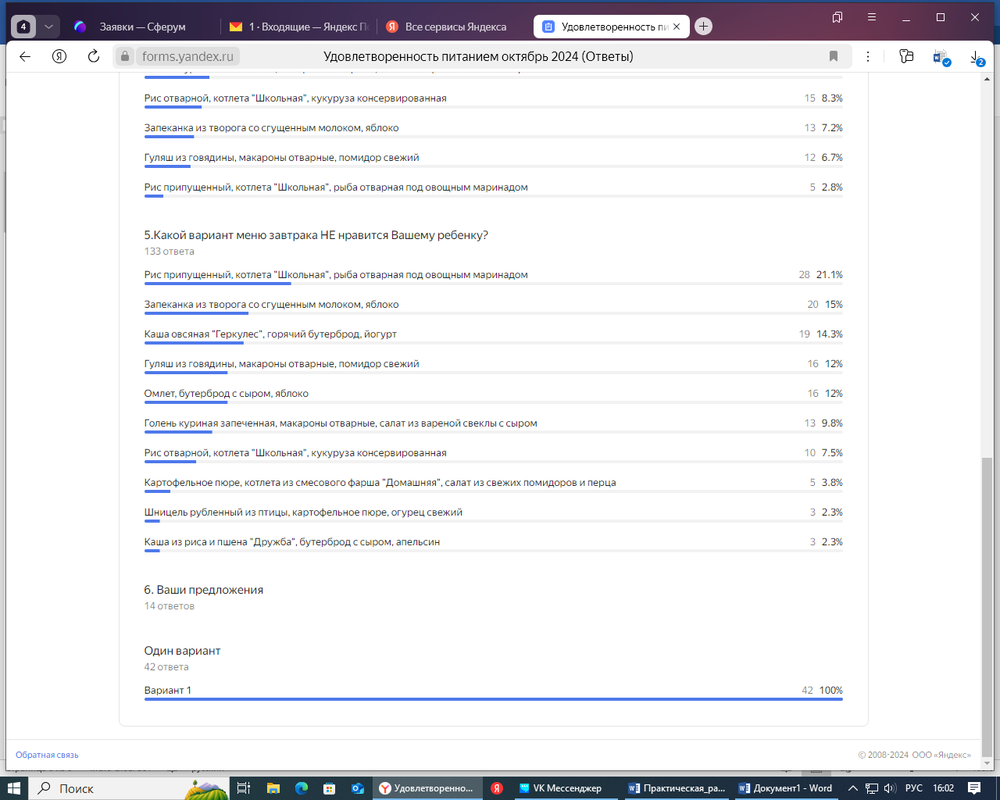 4
Заявки — Сферум
1 · Входящие — Яндекс
Все сервисы Яндекса
Удовлетворенность
forms.yandex.ru
Удовлетворенность питанием октябрь 2024 (Ответы)
2
Рис отварной, котлета "Школьная", кукуруза консервированная 15 8.3%
Запеканка из творога со сгущенным молоком, яблоко 13 7.2%
Гуляш из говядины, макароны отварные, помидор свежий 12 6.7%
Рис припущенный, котлета "Школьная", рыба отварная под овощным маринадом 5 2.8%
5.Какой вариант меню завтрака НЕ нравится Вашему ребенку?
133 ответа
Рис припущенный, котлета "Школьная", рыба отварная под овощным маринадом 28 21.1%
Запеканка из творога со сгущенным молоком, яблоко 20 15%
Каша овсяная "Геркулес", горячий бутерброд, йогурт 19 14.3%
Гуляш из говядины, макароны отварные, помидор свежий 16 12%
Омлет, бутерброд с сыром, яблоко 16 12%
Голень куриная запеченная, макароны отварные, салат из вареной свеклы с сыром 13 9.8%
Рис отварной, котлета "Школьная", кукуруза консервированная 10 7.5%
Картофельное пюре, котлета из смесового фарша "Домашняя", салат из свежих помидоров и перца 5 3.8%
Шницель рубленный из птицы, картофельное пюре, огурец свежий 3 2.3%
Каша из риса и пшена "Дружба", бутерброд с сыром, апельсин 3 2.3%
6. Ваши предложения
14 ответов
Один вариант
42 ответа
Вариант 1 42 100%
Обратная связь
© 2008-2024 ООО «Яндекс»
Поиск
Удовлетворенно...
VK Мессенджер
Практическая_ра...
Документ1 - Word
РУС
16:02